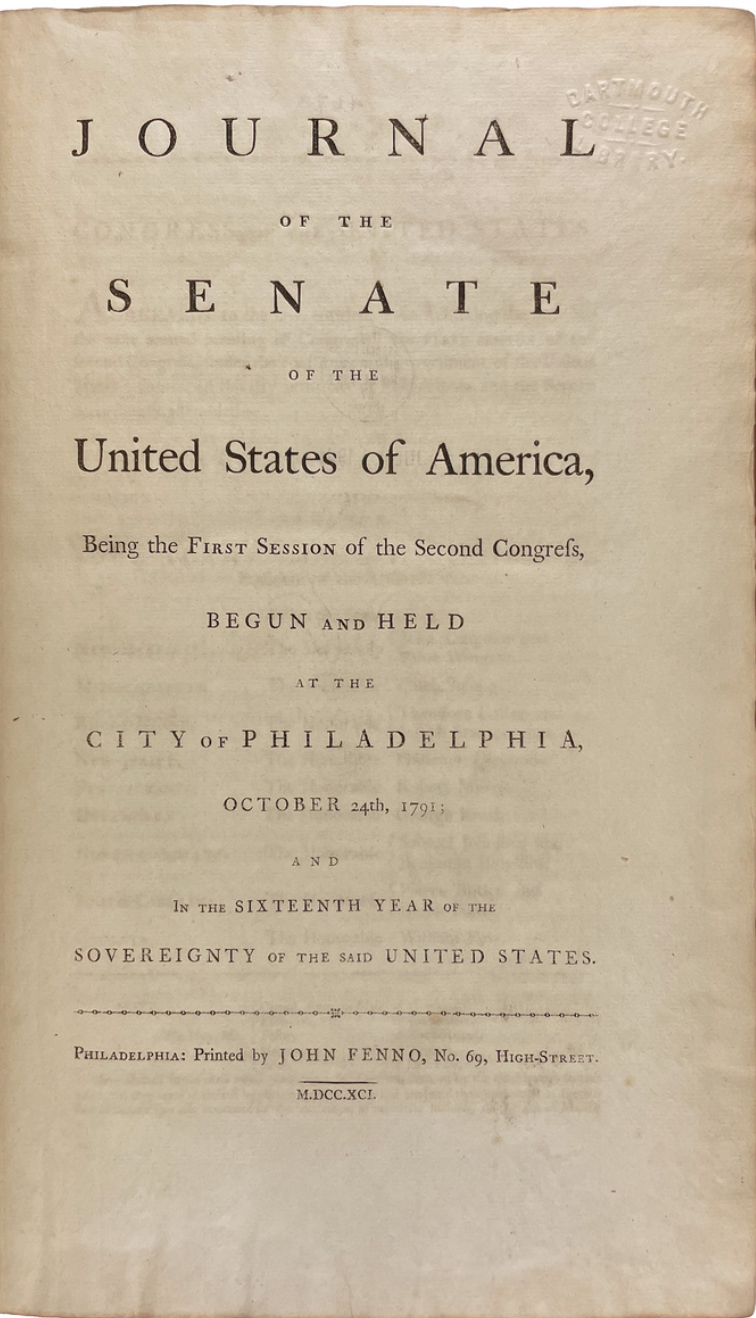 DARTMOUTH
COLLEGE
LIBRARY
JOURNAL
OF THE
SENATE
OF THE
United States of America,
Being the FIRST SESSION of the Second Congreſs,
BEGUN AND HELD
AT THE
CITY OF PHILADELPHIA,
OCTOBER 24th, 1791;
AND
IN THE SIXTEENTH YEAR OF THE
SOVEREIGNTY OF THE SAID UNITED STATES.
PHILADELPHIA: Printed by JOHN FENNO, No. 69, HIGH-STREET.
M.DCC.XCI.